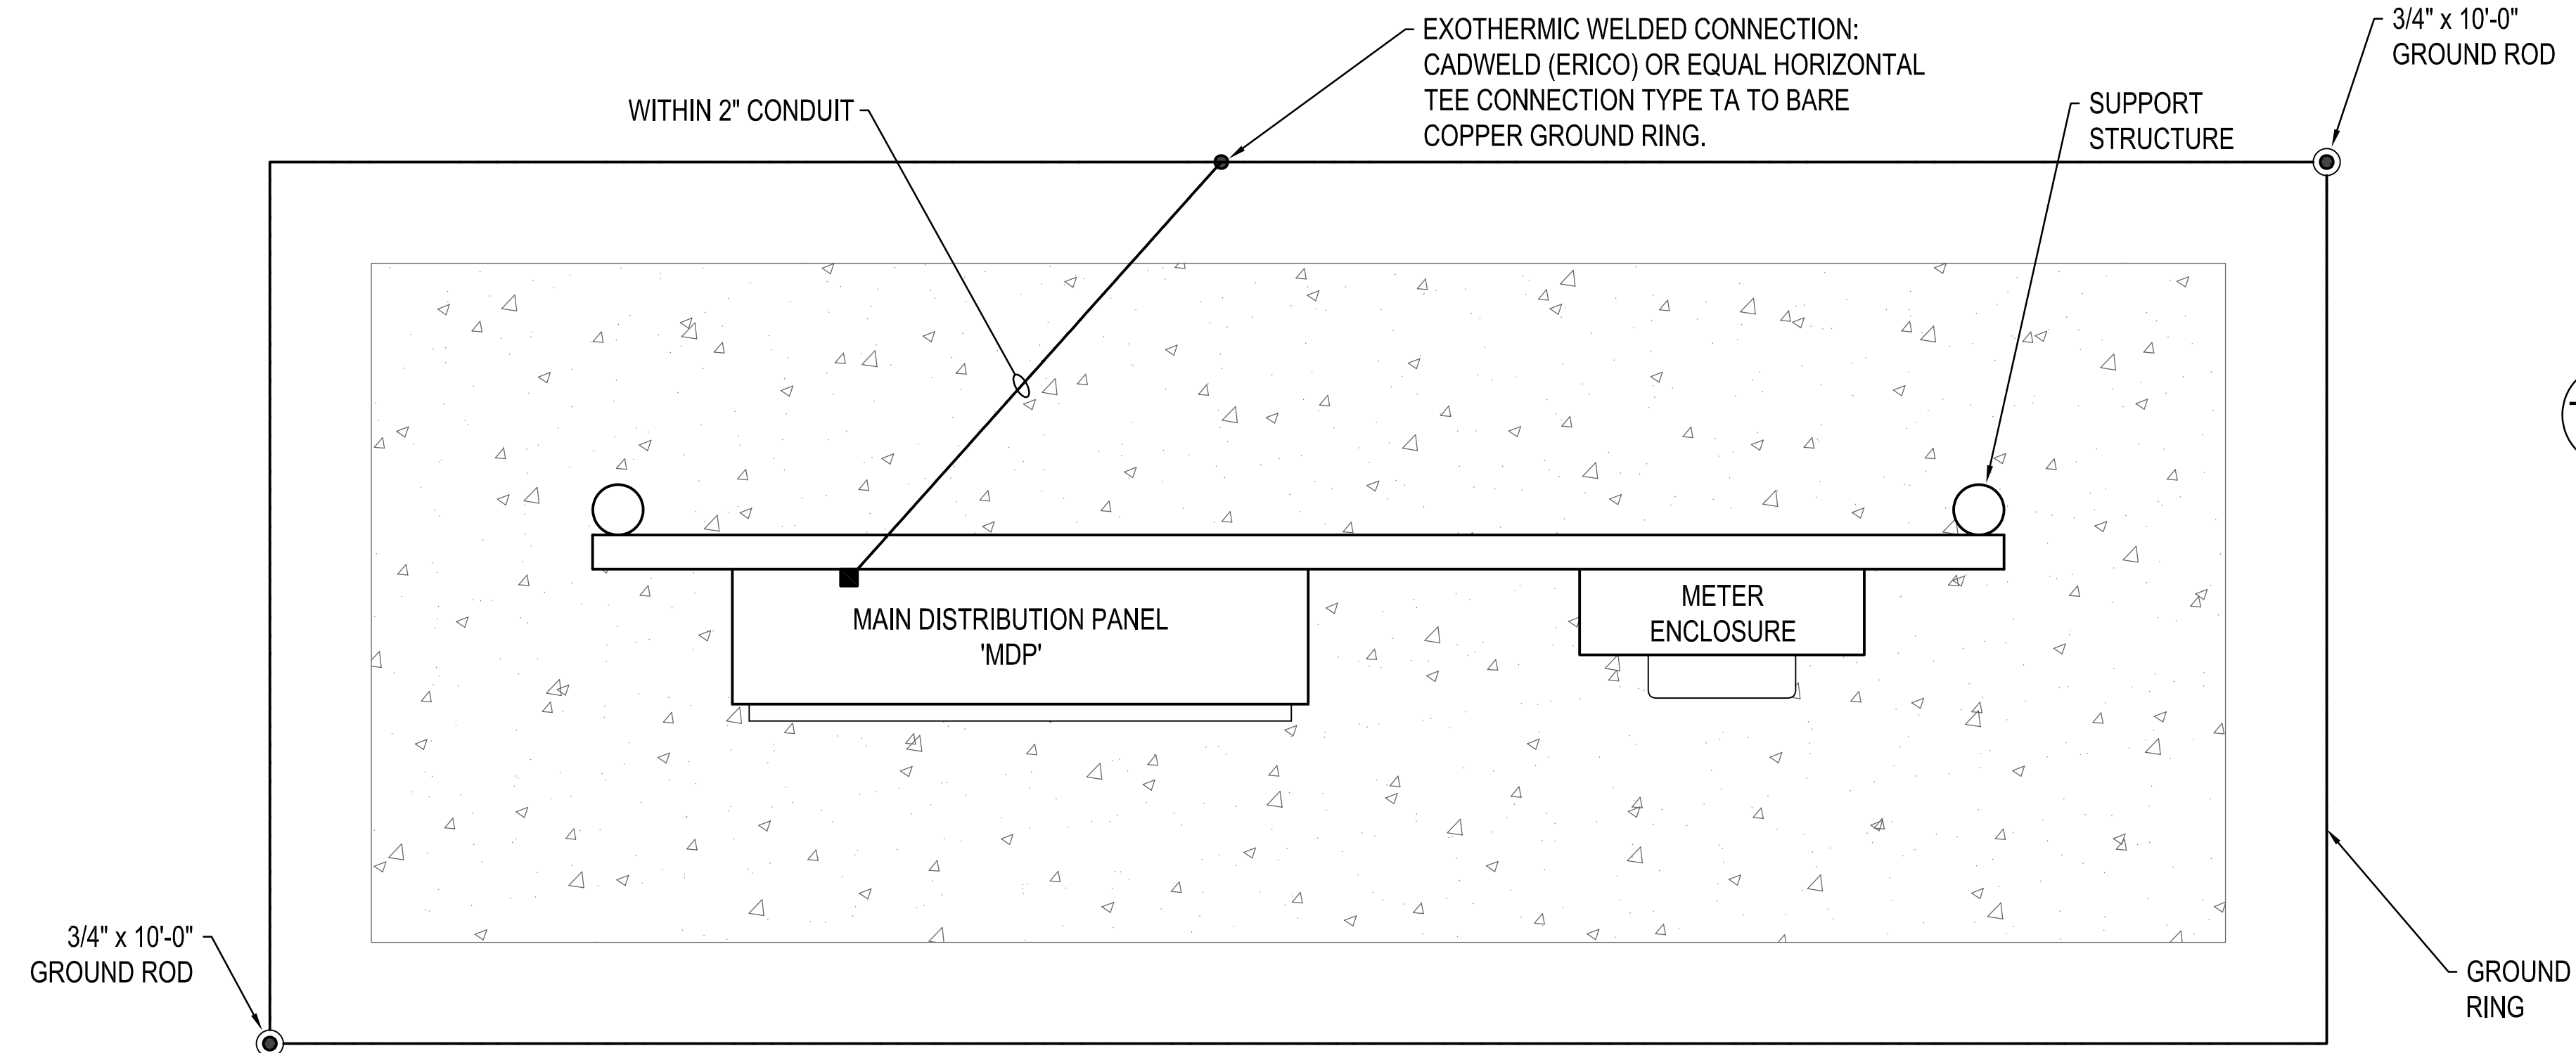 EXOTHERMIC WELDED CONNECTION:
CADWELD (ERICO) OR EQUAL HORIZONTAL
TEE CONNECTION TYPE TA TO BARE
COPPER GROUND RING.
3/4" x 10'-0"
GROUND ROD
WITHIN 2" CONDUIT
SUPPORT
STRUCTURE
MAIN DISTRIBUTION PANEL
'MDP'
METER
ENCLOSURE
3/4" x 10'-0"
GROUND ROD
GROUND
RING